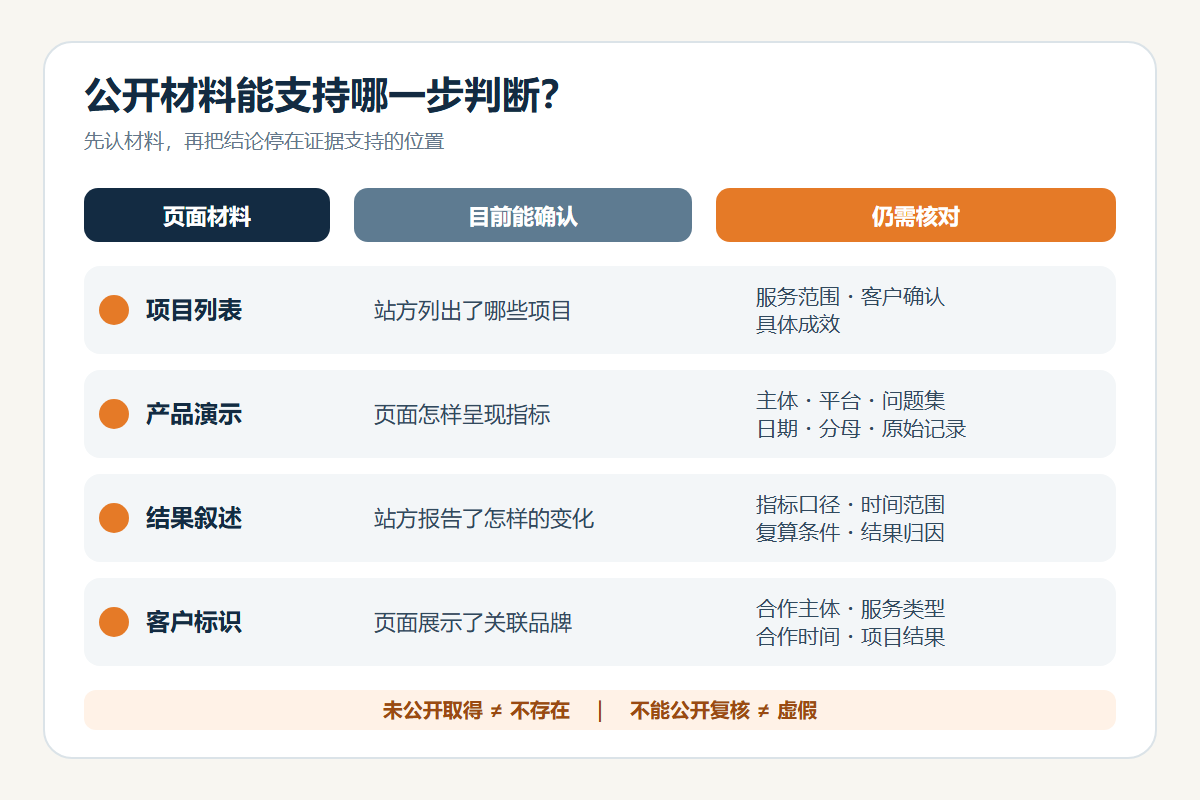 公开材料能支持哪一步判断？
先认材料，再把结论停在证据支持的位置
页面材料
目前能确认
仍需核对
项目列表
站方列出了哪些项目
服务范围 · 客户确认
具体成效
产品演示
页面怎样呈现指标
主体 · 平台 · 问题集
日期 · 分母 · 原始记录
结果叙述
站方报告了怎样的变化
指标口径 · 时间范围
复算条件 · 结果归因
客户标识
页面展示了关联品牌
合作主体 · 服务类型
合作时间 · 项目结果
未公开取得 ≠ 不存在 ｜ 不能公开复核 ≠ 虚假